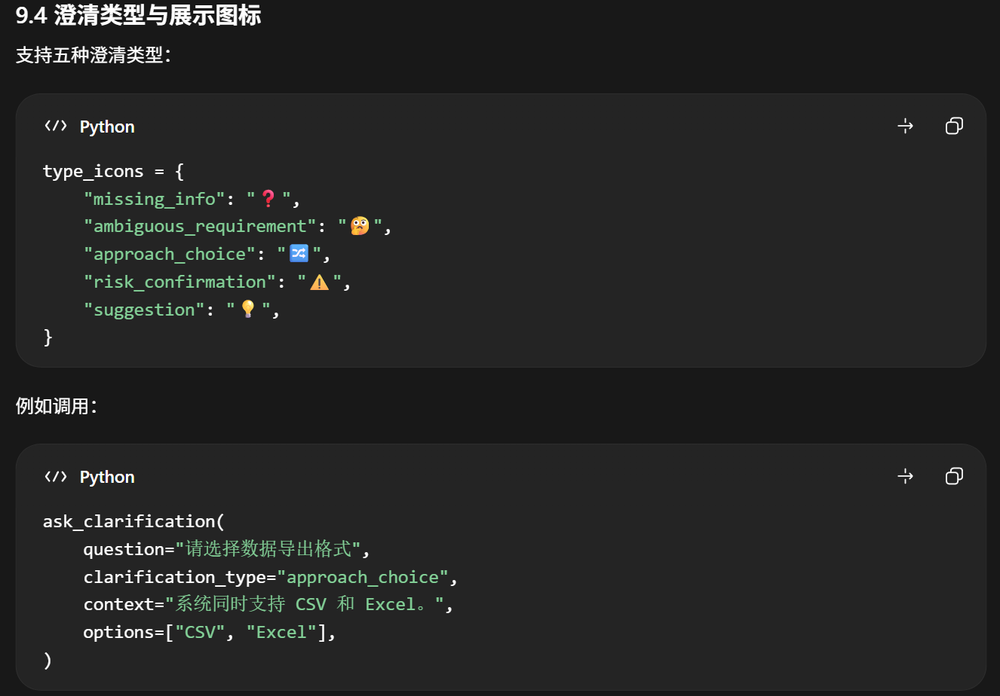 9.4 澄清类型与展示图标
支持五种澄清类型：
</> Python
type_icons = {
    "missing_info": "❓",
    "ambiguous_requirement": "🤔",
    "approach_choice": "🔀",
    "risk_confirmation": "⚠️",
    "suggestion": "💡",
}
例如调用：
</> Python
ask_clarification(
    question="请选择数据导出格式",
    clarification_type="approach_choice",
    context="系统同时支持 CSV 和 Excel。",
    options=["CSV", "Excel"],
)